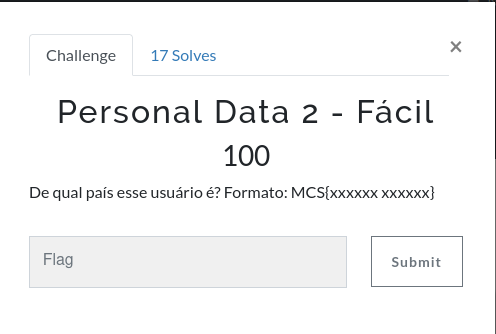 Challenge
17 Solves
×
Personal Data 2 - Fácil
100
De qual país esse usuário é? Formato: MCS{xxxxxx xxxxxx}
Flag
Submit